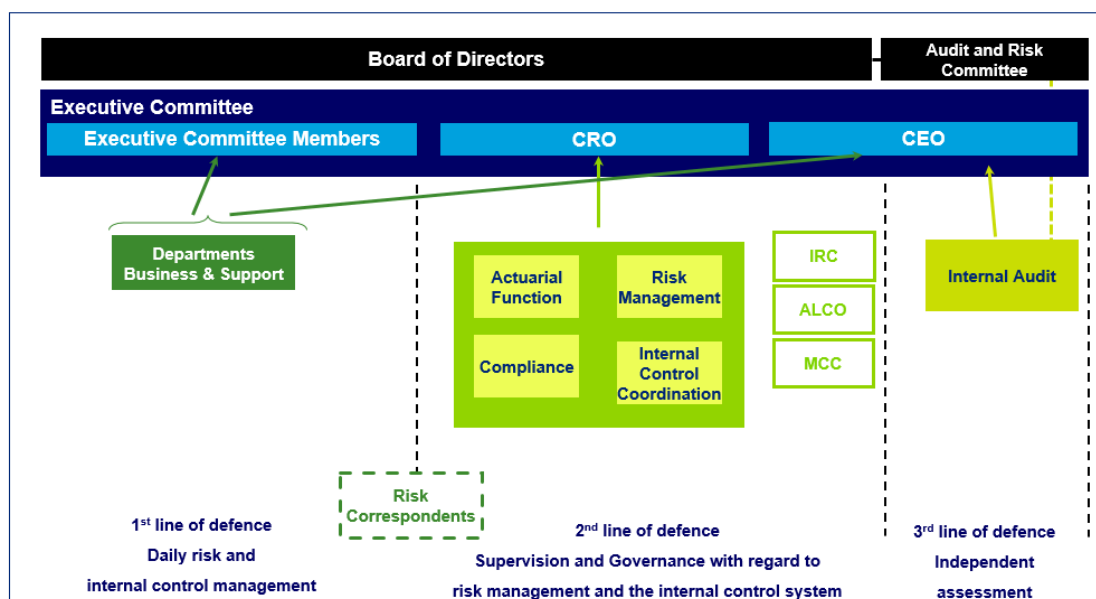 Board of Directors
Audit and Risk
Committee
Executive Committee
Executive Committee Members
CRO
CEO
Departments
Business & Support
Actuarial
Function
Risk
Management
Compliance
Internal
Control
Coordination
IRC
ALCO
MCC
Internal Audit
Risk
Correspondents
1st line of defence
Daily risk and
internal control management
2nd line of defence
Supervision and Governance with regard to
risk management and the internal control system
3rd line of defence
Independent
assessment